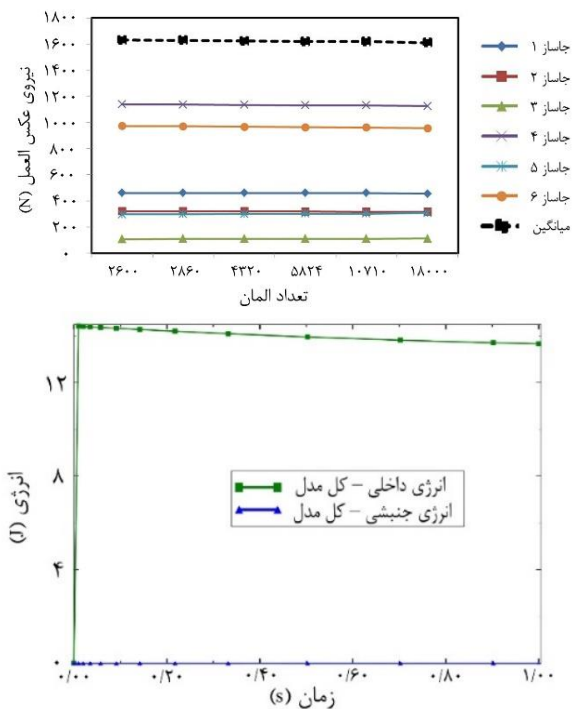 ۱۸۰۰
۱۶۰۰
۱۴۰۰
۱۲۰۰
۱۰۰۰
۸۰۰
۶۰۰
۴۰۰
۲۰۰
۰
نیروی عکس العمل (N)
۲۶۰۰ ۲۸۶۰ ۴۳۲۰ ۵۸۲۴ ۱۰۷۱۰ ۱۸۰۰۰
تعداد المان
جاساز ۱
جاساز ۲
جاساز ۳
جاساز ۴
جاساز ۵
جاساز ۶
میانگین
۱۲
۸
۴
۰
انرژی (J)
انرژی داخلی – کل مدل
انرژی جنبشی – کل مدل
۰/۰۰ ۰/۲۰ ۰/۴۰ ۰/۶۰ ۰/۸۰ ۱/۰۰
زمان (s)